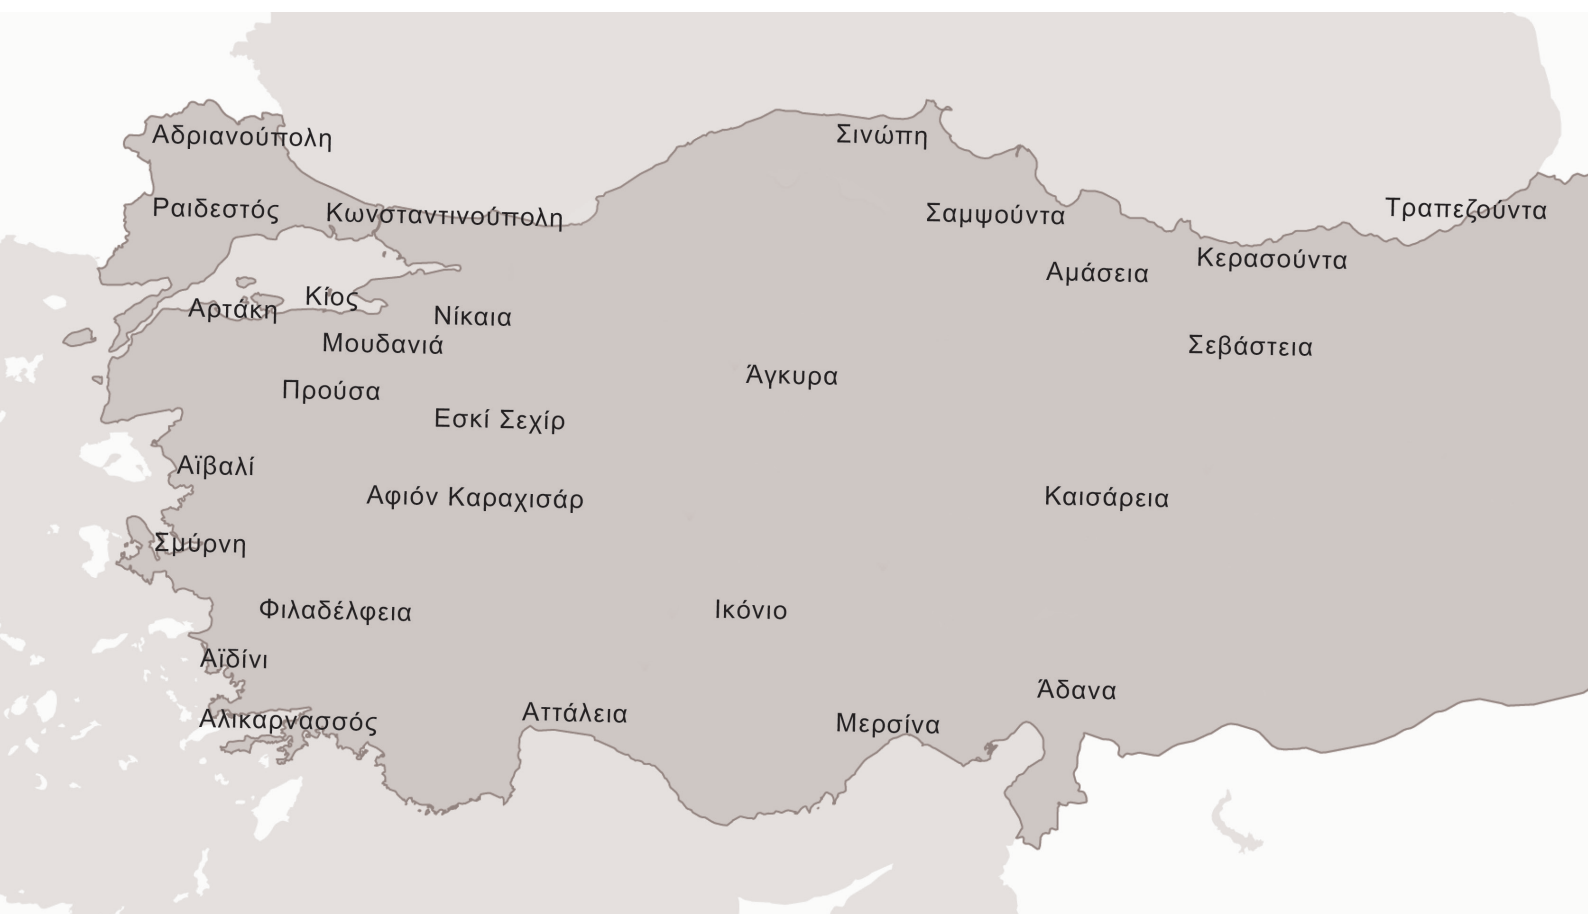 Αδριανούπολη
Σινώπη
Ραιδεστός
Κωνσταντινούπολη
Σαμψούντα
Τραπεζούντα
Κερασούντα
Αμάσεια
Κίος
Αρτάκη
Νίκαια
Μουδανιά
Σεβάστεια
Άγκυρα
Προύσα
Εσκί Σεχίρ
Αϊβαλί
Αφιόν Καραχισάρ
Καισάρεια
Σμύρνη
Φιλαδέλφεια
Ικόνιο
Αϊδίνι
Άδανα
Αλικαρνασσός
Αττάλεια
Μερσίνα